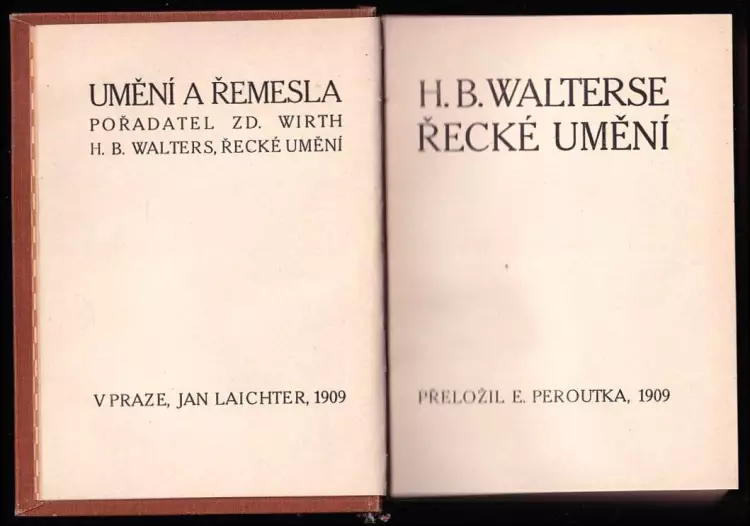 UMĚNÍ A ŘEMESLA
POŘADATEL ZD. WIRTH
H. B. WALTERS, ŘECKÉ UMĚNÍ
V PRAZE, JAN LAICHTER, 1909
H. B. WALTERSE
ŘECKÉ UMĚNÍ
PŘELOŽIL E. PEROUTKA, 1909